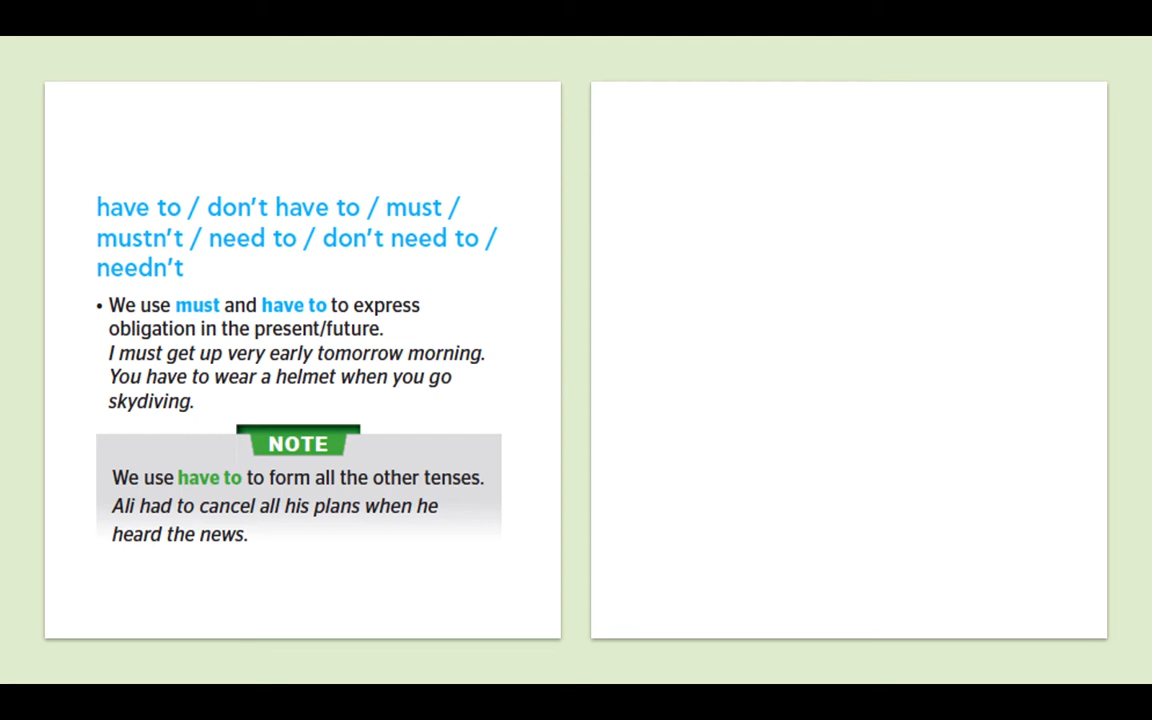 have to / don't have to / must /
mustn't / need to / don't need to /
needn't
• We use must and have to to express
obligation in the present/future.
I must get up very early tomorrow morning.
You have to wear a helmet when you go
skydiving.
NOTE
We use have to to form all the other tenses.
Ali had to cancel all his plans when he
heard the news.